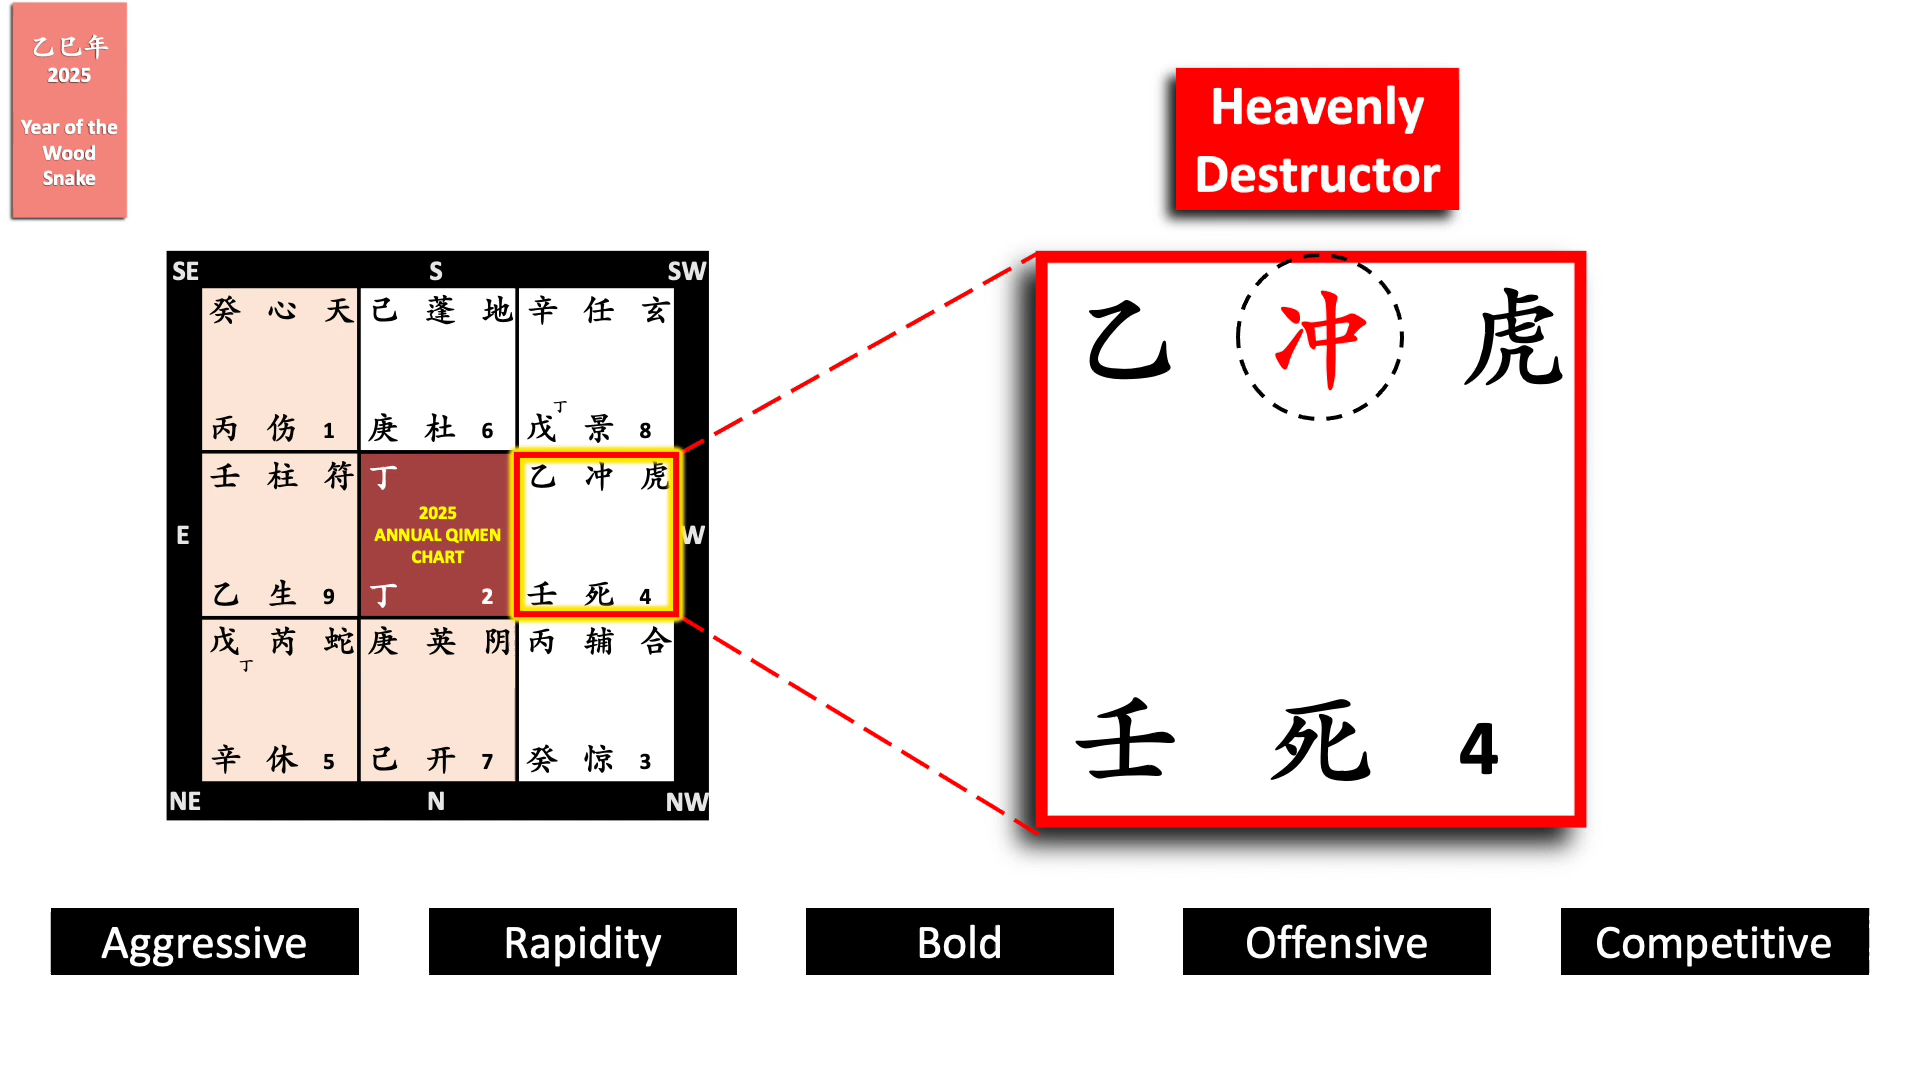 乙巳年
2025
Year of the
Wood
Snake
Heavenly
Destructor
SE S SW
癸 心 天 己 蓬 地 辛 任 玄
丁
丙 伤 1 庚 杜 6 戊 景 8
壬 柱 符 丁 乙 冲 虎
2025
E ANNUAL QIMEN W
CHART
乙 生 9 丁 2 壬 死 4
戊 芮 蛇 庚 英 阴 丙 辅 合
丁
辛 休 5 己 开 7 癸 惊 3
NE N NW
乙 冲 虎
壬 死 4
Aggressive Rapidity Bold Offensive Competitive